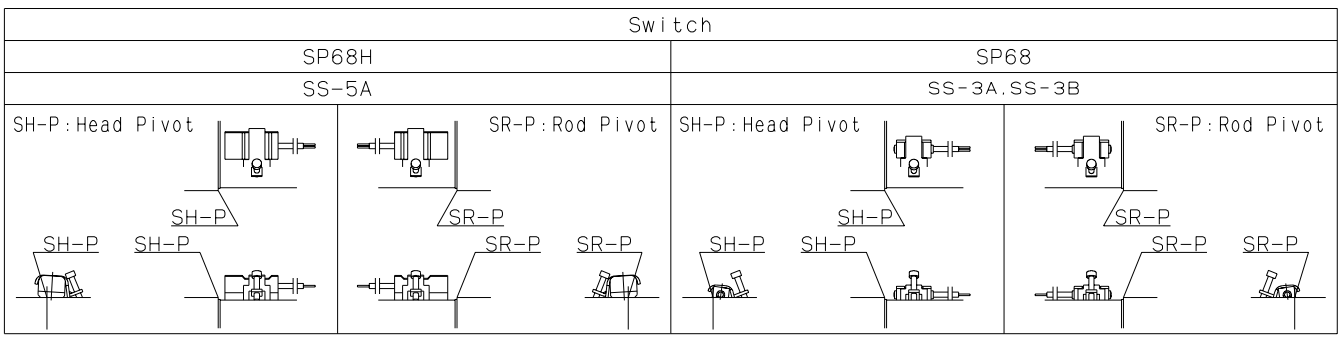 Switch
SP68H
SP68
SS-5A
SS-3A.SS-3B
SH-P:Head Pivot
SR-P:Rod Pivot
SH-P:Head Pivot
SR-P:Rod Pivot
SH-P
SR-P
SH-P
SR-P
SH-P
SH-P
SR-P
SR-P
SH-P
SH-P
SR-P
SR-P